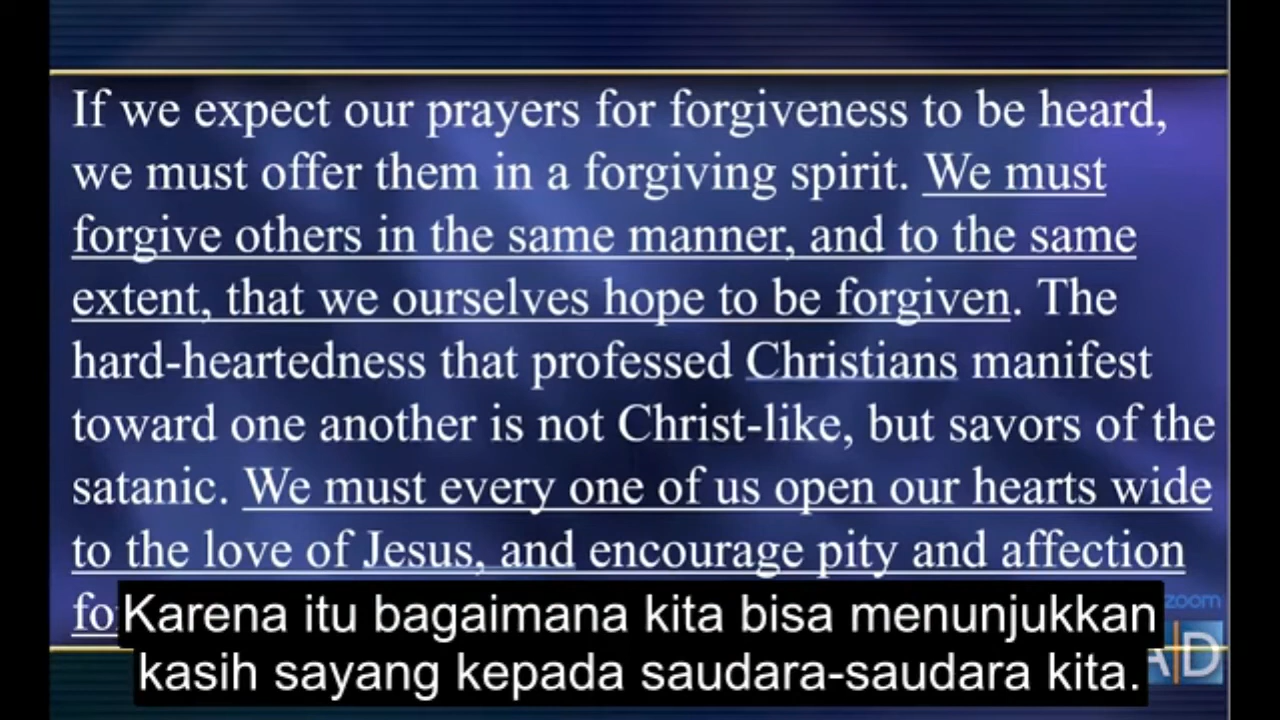 If we expect our prayers for forgiveness to be heard,
we must offer them in a forgiving spirit. We must
forgive others in the same manner, and to the same
extent, that we ourselves hope to be forgiven. The
hard-heartedness that professed Christians manifest
toward one another is not Christ-like, but savors of the
satanic. We must every one of us open our hearts wide
to the love of Jesus, and encourage pity and affection
Karena itu bagaimana kita bisa menunjukkan
kasih sayang kepada saudara-saudara kita.
zoom